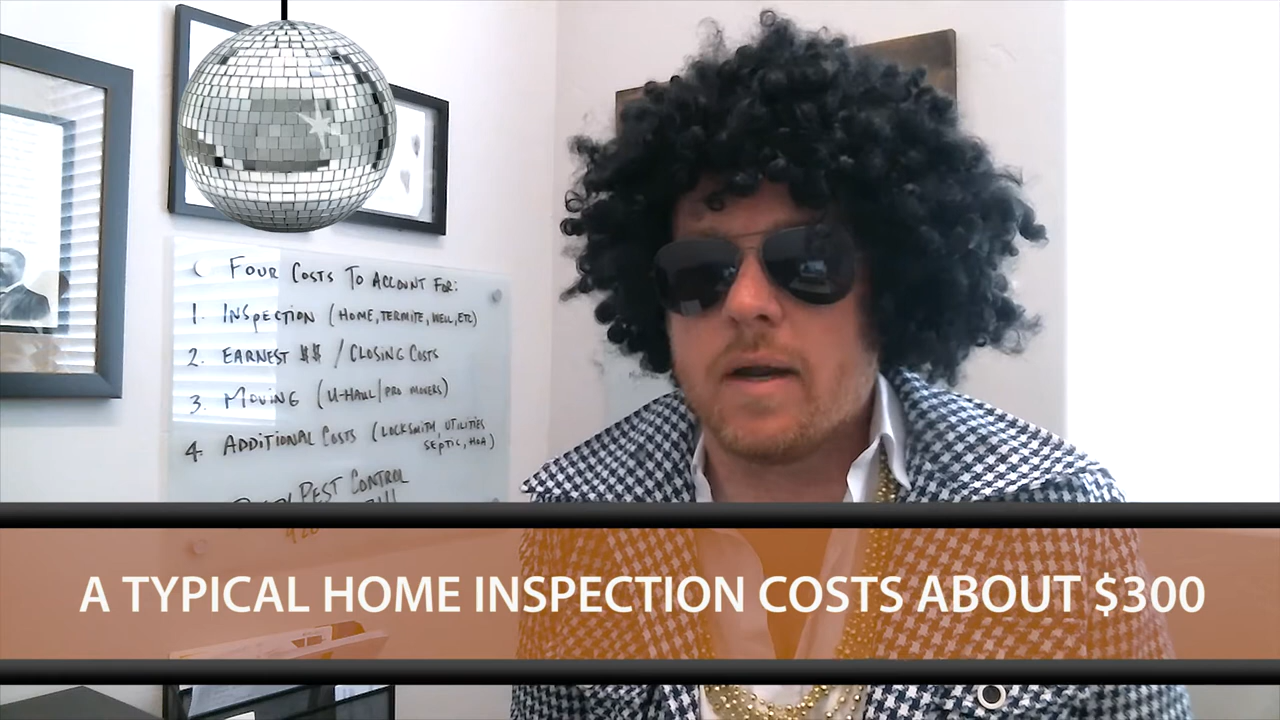 FOUR COSTS TO ACCOUNT FOR:
1. INSPECTION (HOME, TERMITE, WELL, ETC)
2. EARNEST $$ / CLOSING COSTS
3. MOVING (U-HAUL/PRO MOVERS)
4. ADDITIONAL COSTS (LOCKSMITH, UTILITIES
SEPTIC, HOA)
PEST CONTROL
A TYPICAL HOME INSPECTION COSTS ABOUT $300